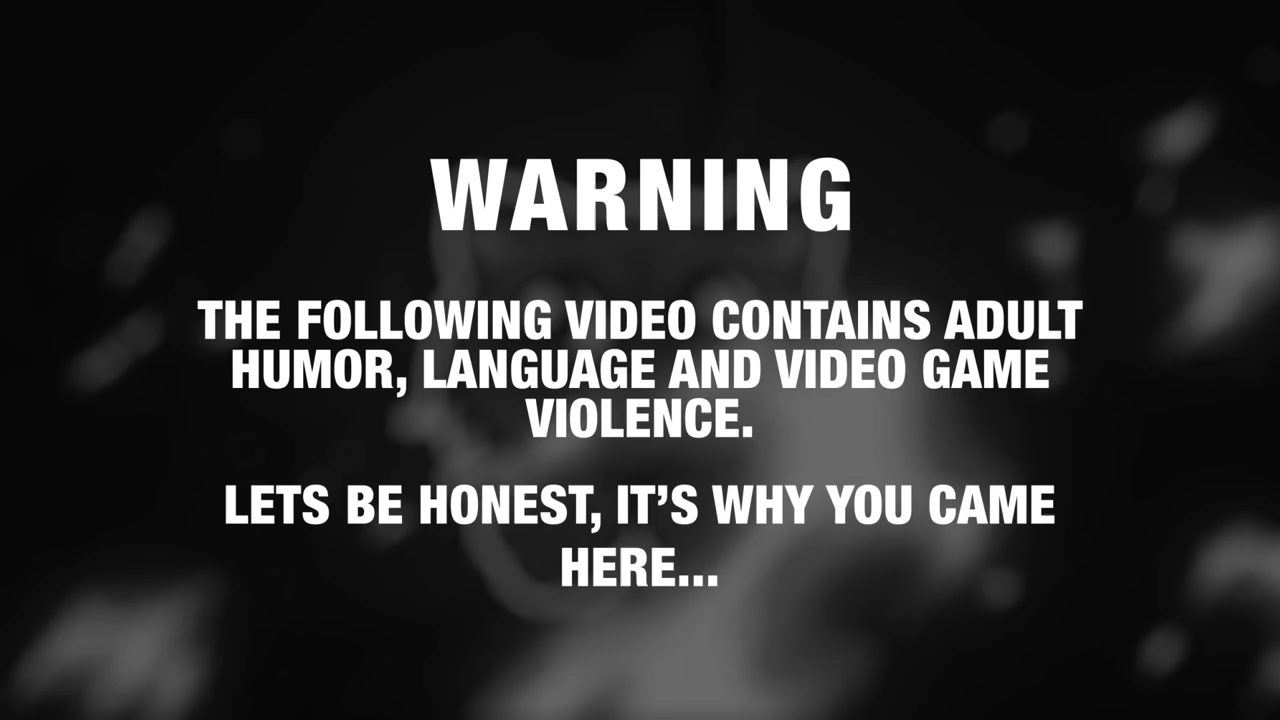 WARNING
THE FOLLOWING VIDEO CONTAINS ADULT
HUMOR, LANGUAGE AND VIDEO GAME
VIOLENCE.
LETS BE HONEST, IT’S WHY YOU CAME
HERE...